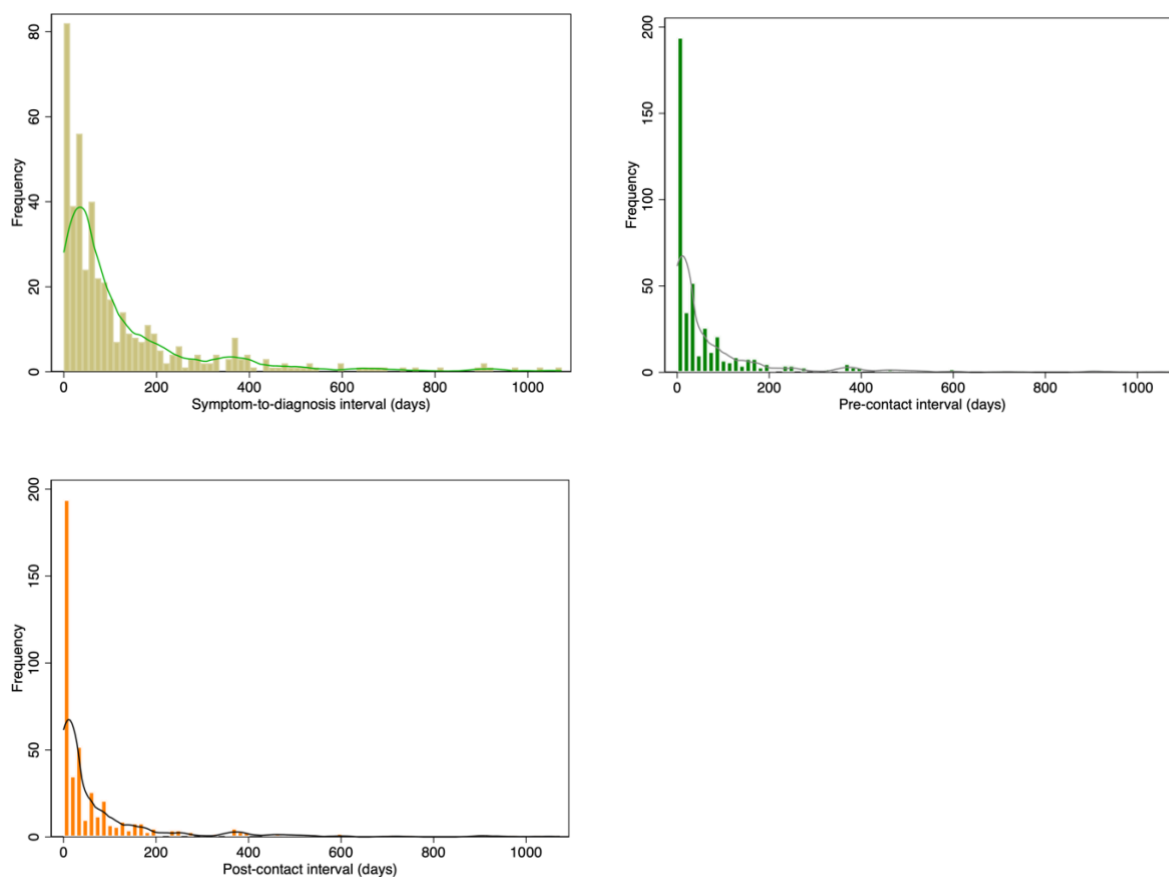 80
60
Frequency
40
20
0
0 200 400 600 800 1000
Symptom-to-diagnosis interval (days)
200
150
Frequency
100
50
0
0 200 400 600 800 1000
Pre-contact interval (days)
200
150
Frequency
100
50
0
0 200 400 600 800 1000
Post-contact interval (days)